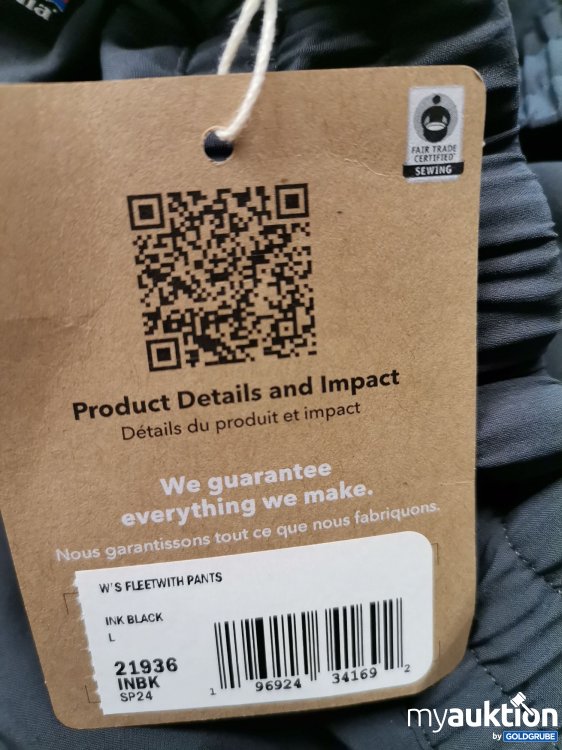 FAIR TRADE
CERTIFIED
SEWING
Product Details and Impact
Détails du produit et impact
We guarantee
everything we make.
Nous garantissons tout ce que nous fabriquons.
W'S FLEETWITH PANTS
INK BLACK
L
21936
INBK
SP24
1 96924 34169 2
myauktion
by GOLDGRUBE